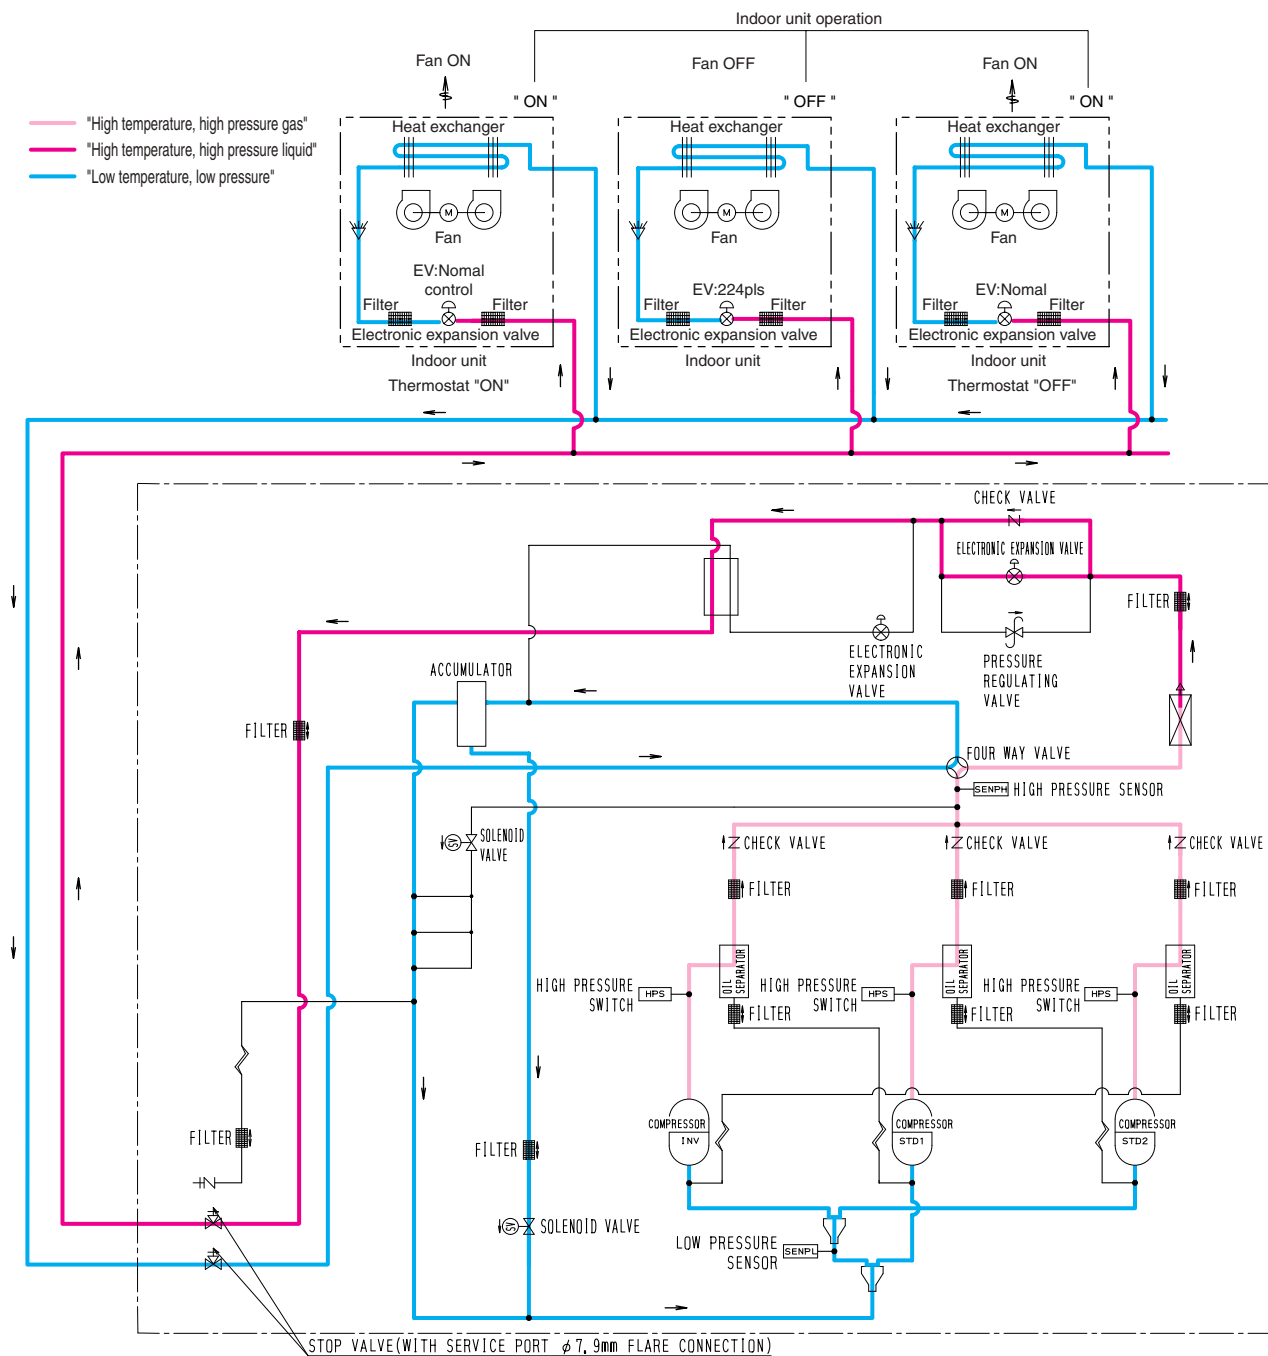 Indoor unit operation
Fan ON
Fan OFF
Fan ON
" ON "
" OFF "
" ON "
"High temperature, high pressure gas"
"High temperature, high pressure liquid"
"Low temperature, low pressure"
Heat exchanger
Heat exchanger
Heat exchanger
M
M
M
Fan
Fan
Fan
EV:Nomal
control
EV:224pls
EV:Nomal
Filter
Filter
Filter
Filter
Filter
Filter
Electronic expansion valve
Electronic expansion valve
Electronic expansion valve
Indoor unit
Indoor unit
Indoor unit
Thermostat "ON"
Thermostat "OFF"
CHECK VALVE
ELECTRONIC EXPANSION VALVE
FILTER
ELECTRONIC
EXPANSION
VALVE
PRESSURE
REGULATING
VALVE
ACCUMULATOR
FILTER
FOUR WAY VALVE
SENPH
HIGH PRESSURE SENSOR
SV
SOLENOID
VALVE
CHECK VALVE
CHECK VALVE
CHECK VALVE
FILTER
FILTER
FILTER
OIL
SEPARATOR
OIL
SEPARATOR
OIL
SEPARATOR
HIGH PRESSURE
SWITCH
HPS
HIGH PRESSURE
SWITCH
HPS
HIGH PRESSURE
SWITCH
HPS
FILTER
FILTER
FILTER
COMPRESSOR
INV
COMPRESSOR
STD1
COMPRESSOR
STD2
FILTER
FILTER
SV
SOLENOID VALVE
LOW PRESSURE
SENSOR
SENPL
STOP VALVE(WITH SERVICE PORT φ7.9mm FLARE CONNECTION)